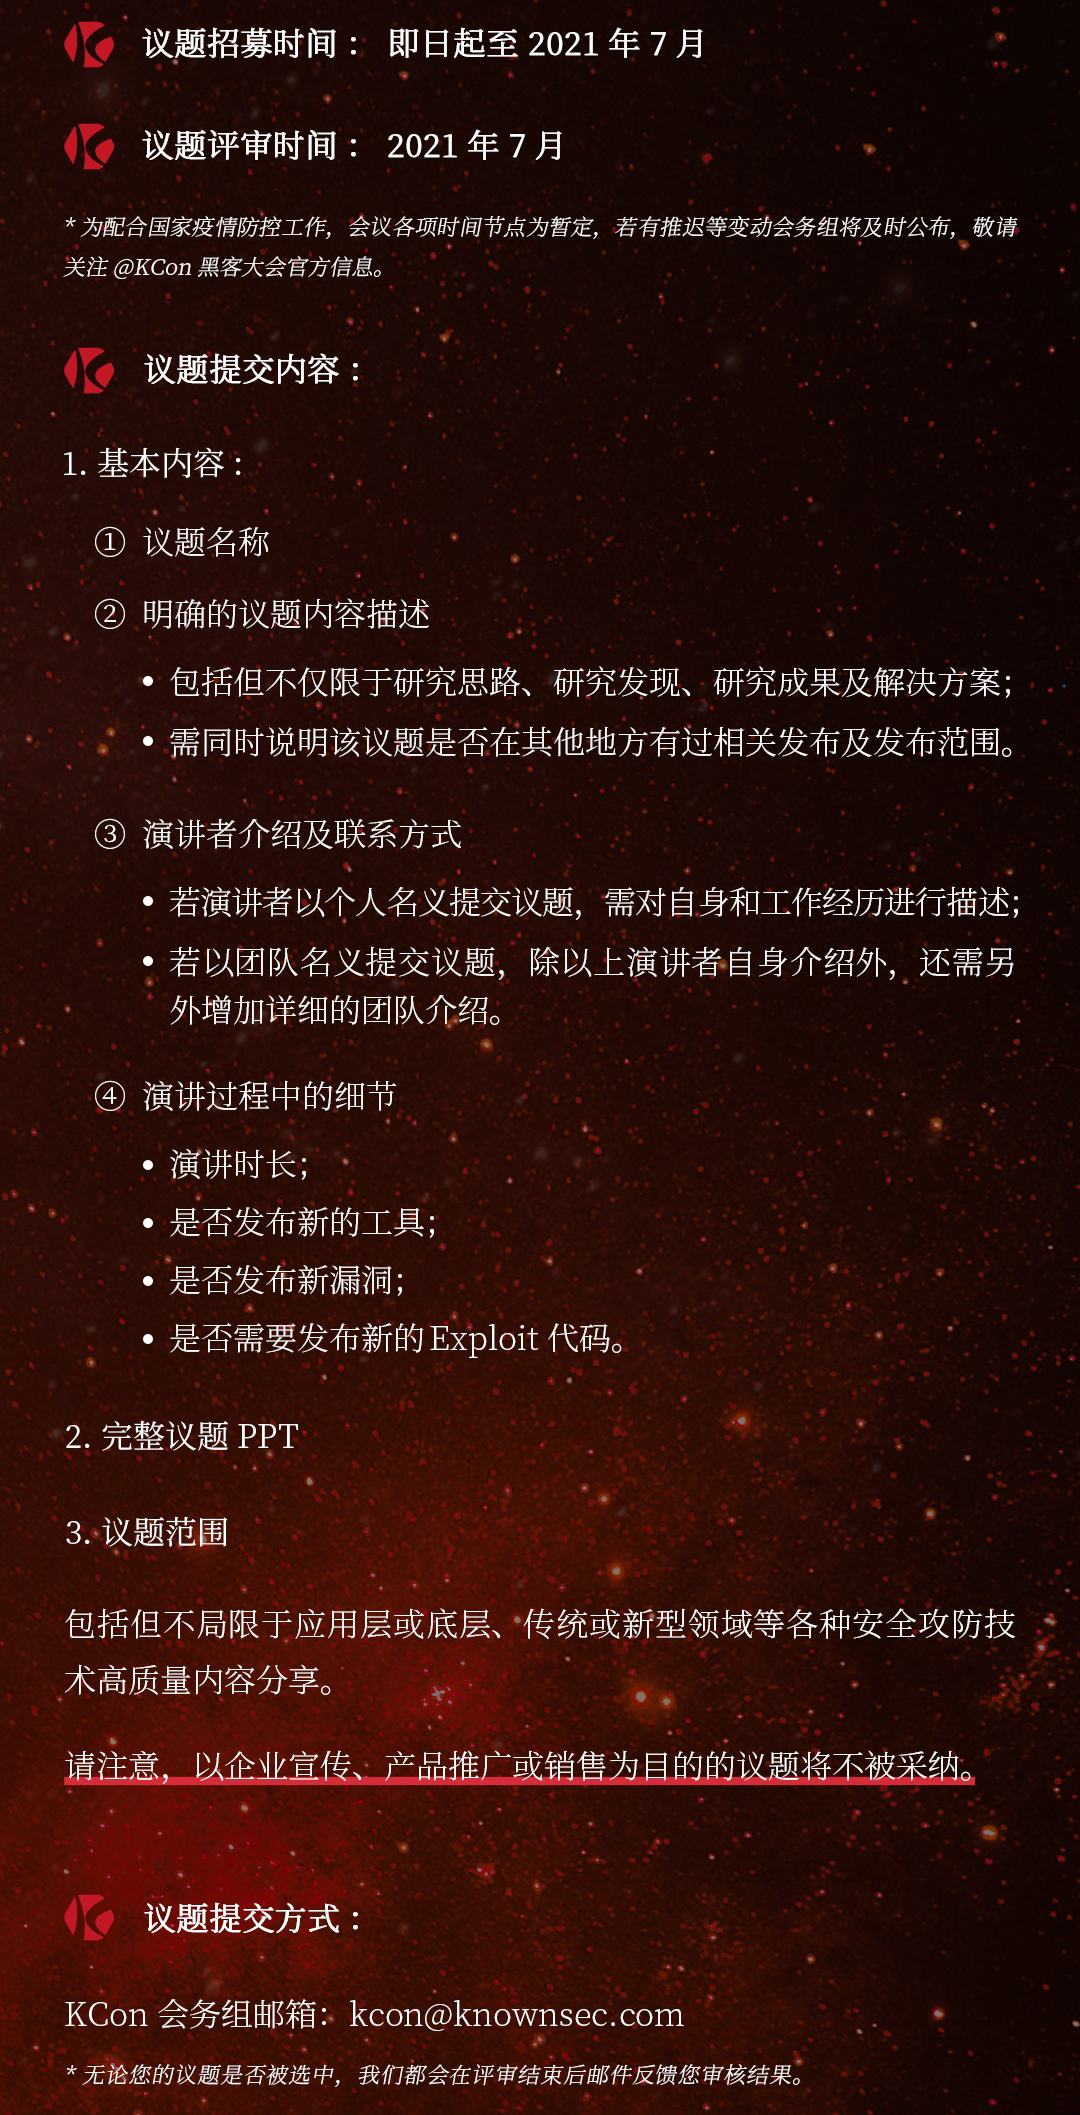 议题招募时间： 即日起至 2021 年 7 月
议题评审时间： 2021 年 7 月
* 为配合国家疫情防控工作，会议各项时间节点为暂定，若有推迟等变动会务组将及时公布，敬请
关注 @KCon 黑客大会官方信息。
议题提交内容：
1. 基本内容：
① 议题名称
② 明确的议题内容描述
• 包括但不仅限于研究思路、研究发现、研究成果及解决方案；
• 需同时说明该议题是否在其他地方有过相关发布及发布范围。
③ 演讲者介绍及联系方式
• 若演讲者以个人名义提交议题，需对自身和工作经历进行描述；
• 若以团队名义提交议题，除以上演讲者自身介绍外，还需另
外增加详细的团队介绍。
④ 演讲过程中的细节
• 演讲时长；
• 是否发布新的工具；
• 是否发布新漏洞；
• 是否需要发布新的 Exploit 代码。
2. 完整议题 PPT
3. 议题范围
包括但不局限于应用层或底层、传统或新型领域等各种安全攻防技
术高质量内容分享。
请注意，以企业宣传、产品推广或销售为目的的议题将不被采纳。
议题提交方式：
KCon 会务组邮箱：kcon@knownsec.com
* 无论您的议题是否被选中，我们都会在评审结束后邮件反馈您审核结果。